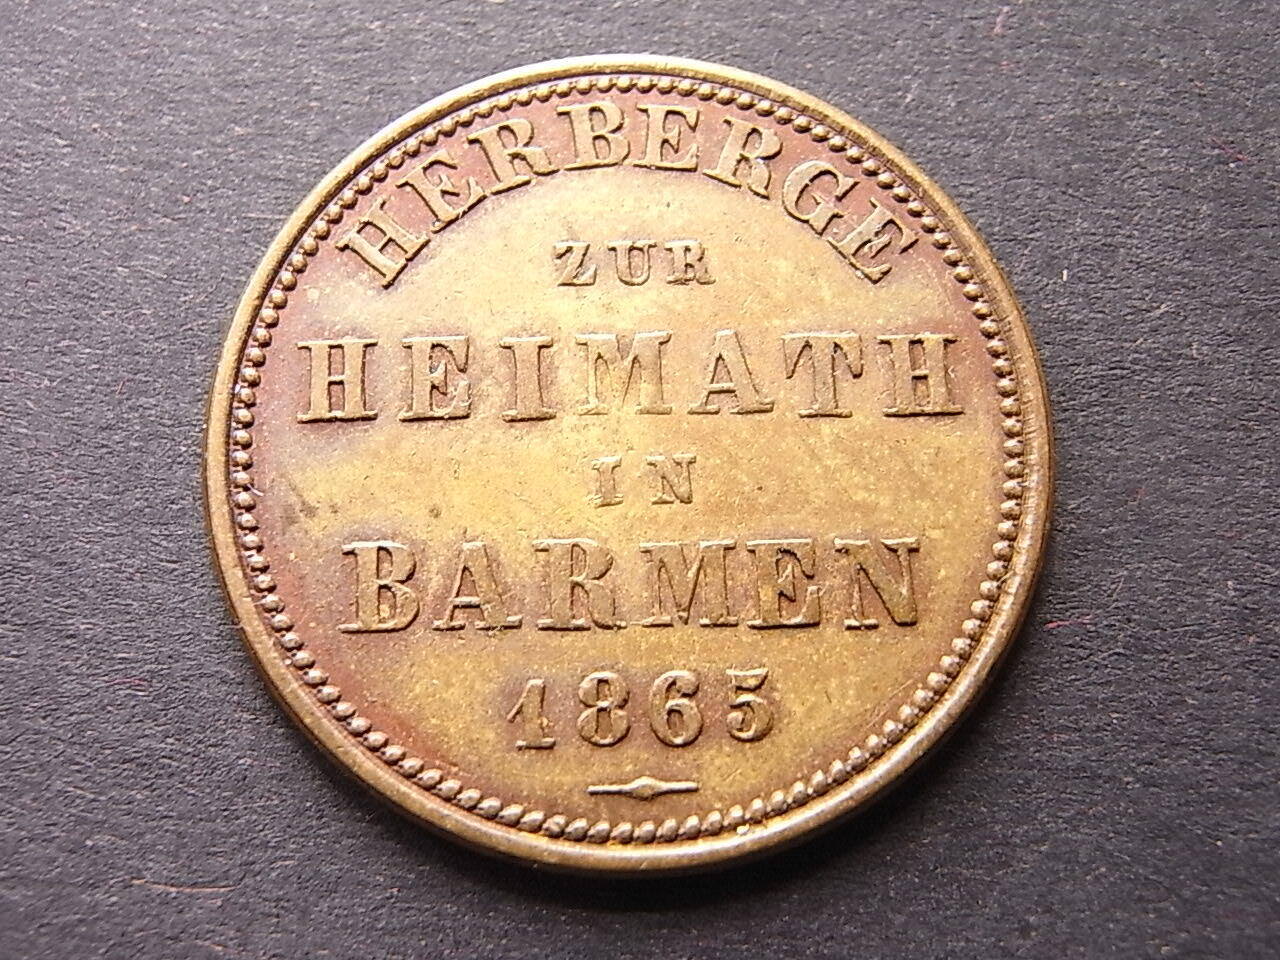 HERBERGE
ZUR
HEIMATH
IN
BARMEN
1865